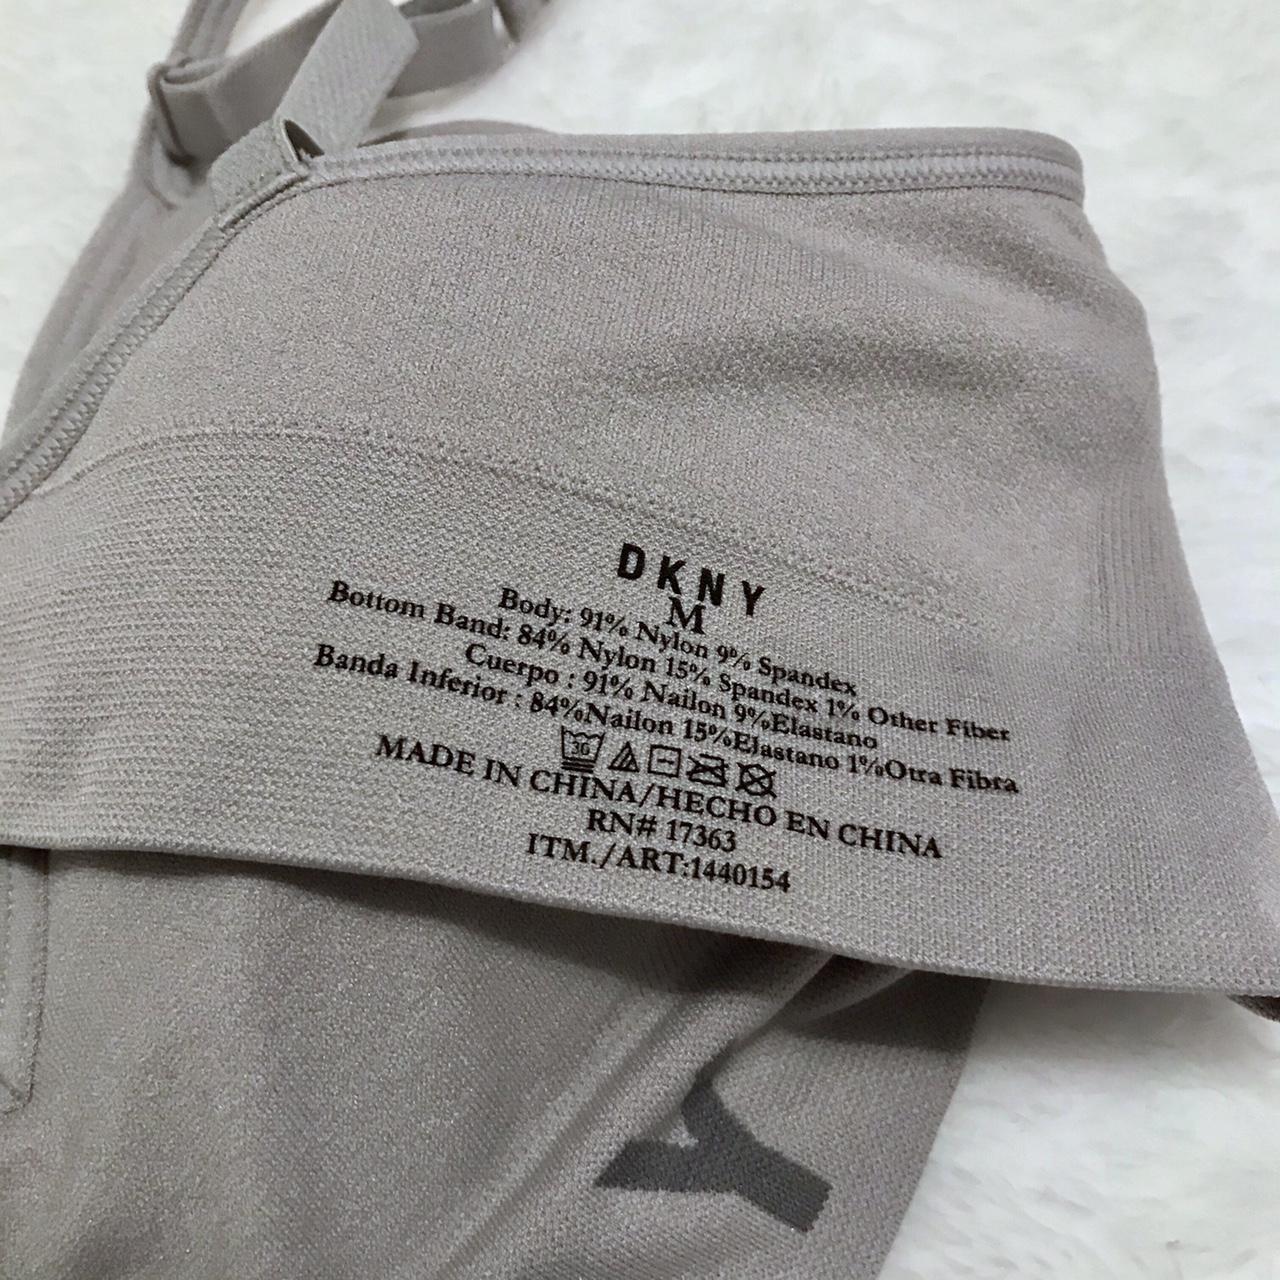 DKNY
M
Body: 91% Nylon 9% Spandex
Bottom Band: 84% Nylon 15% Spandex 1% Other Fiber
Cuerpo : 91% Nailon 9%Elastano
Banda Inferior : 84%Nailon 15%Elastano 1%Otra Fibra
30
MADE IN CHINA/HECHO EN CHINA
RN# 17363
ITM./ART:1440154
Y